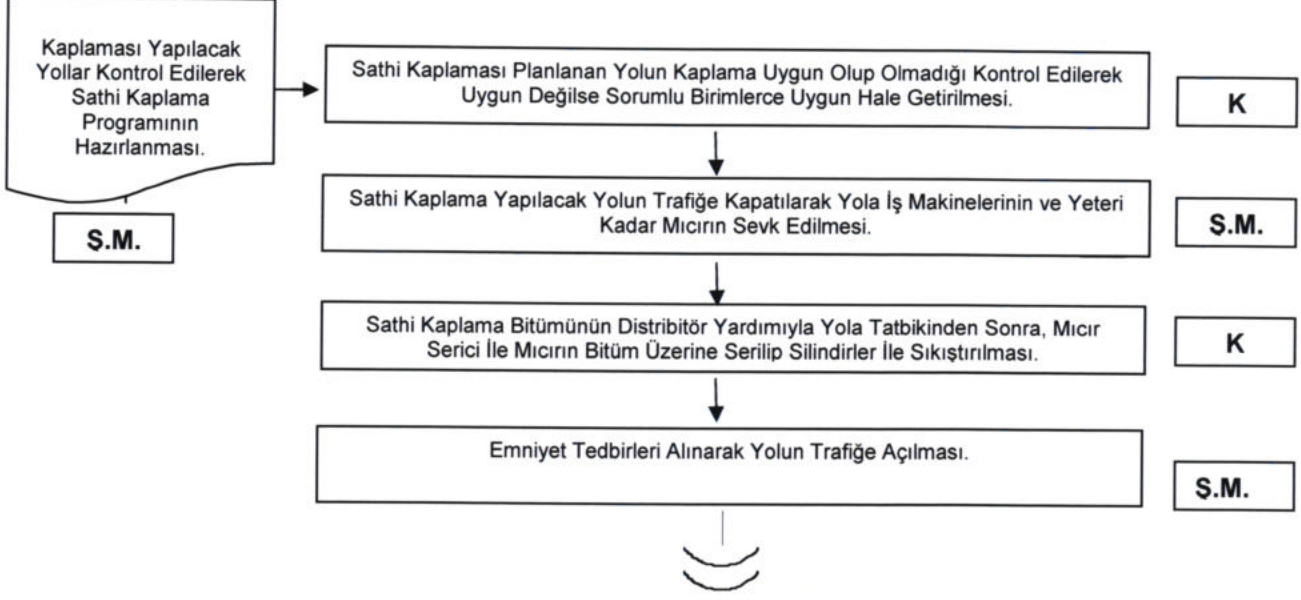 Kaplaması Yapılacak
Yollar Kontrol Edilerek
Sathi Kaplama
Programının
Hazırlanması.
Ş.M.
Sathi Kaplaması Planlanan Yolun Kaplama Uygun Olup Olmadığı Kontrol Edilerek
Uygun Değilse Sorumlu Birimlerce Uygun Hale Getirilmesi.
K
Sathi Kaplama Yapılacak Yolun Trafiğe Kapatılarak Yola İş Makinelerinin ve Yeteri
Kadar Mıcırın Sevk Edilmesi.
Ş.M.
Sathi Kaplama Bitümünün Distribitör Yardımıyla Yola Tatbikinden Sonra, Mıcır
Serici İle Mıcırın Bitüm Üzerine Serilip Silindirler İle Sıkıştırılması.
K
Emniyet Tedbirleri Alınarak Yolun Trafiğe Açılması.
Ş.M.